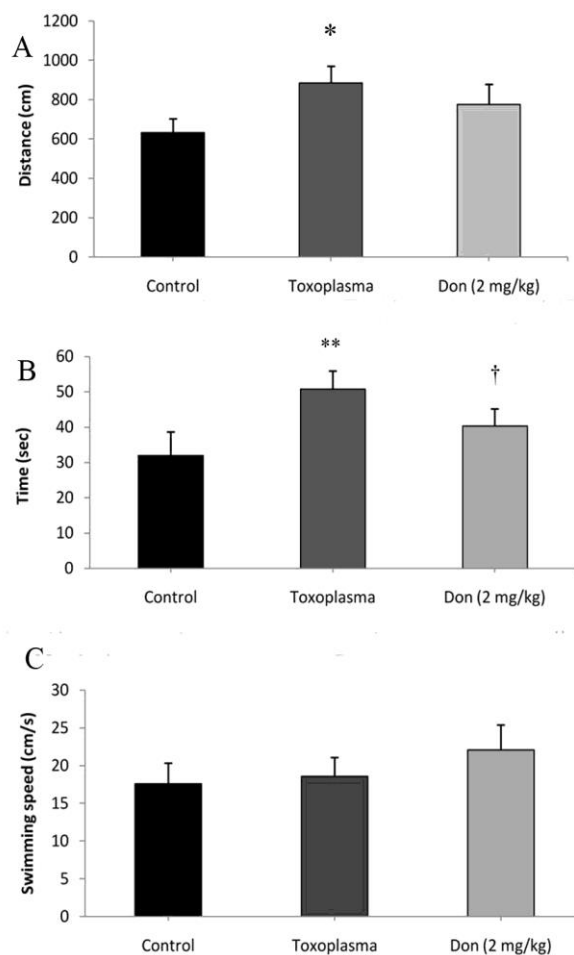 A
Distance (cm)
1200
1000
800
600
400
200
0
*
Control Toxoplasma Don (2 mg/kg)
B
Time (sec)
60
50
40
30
20
10
0
**
†
Control Toxoplasma Don (2 mg/kg)
C
Swimming speed (cm/s)
30
25
20
15
10
5
0
Control Toxoplasma Don (2 mg/kg)